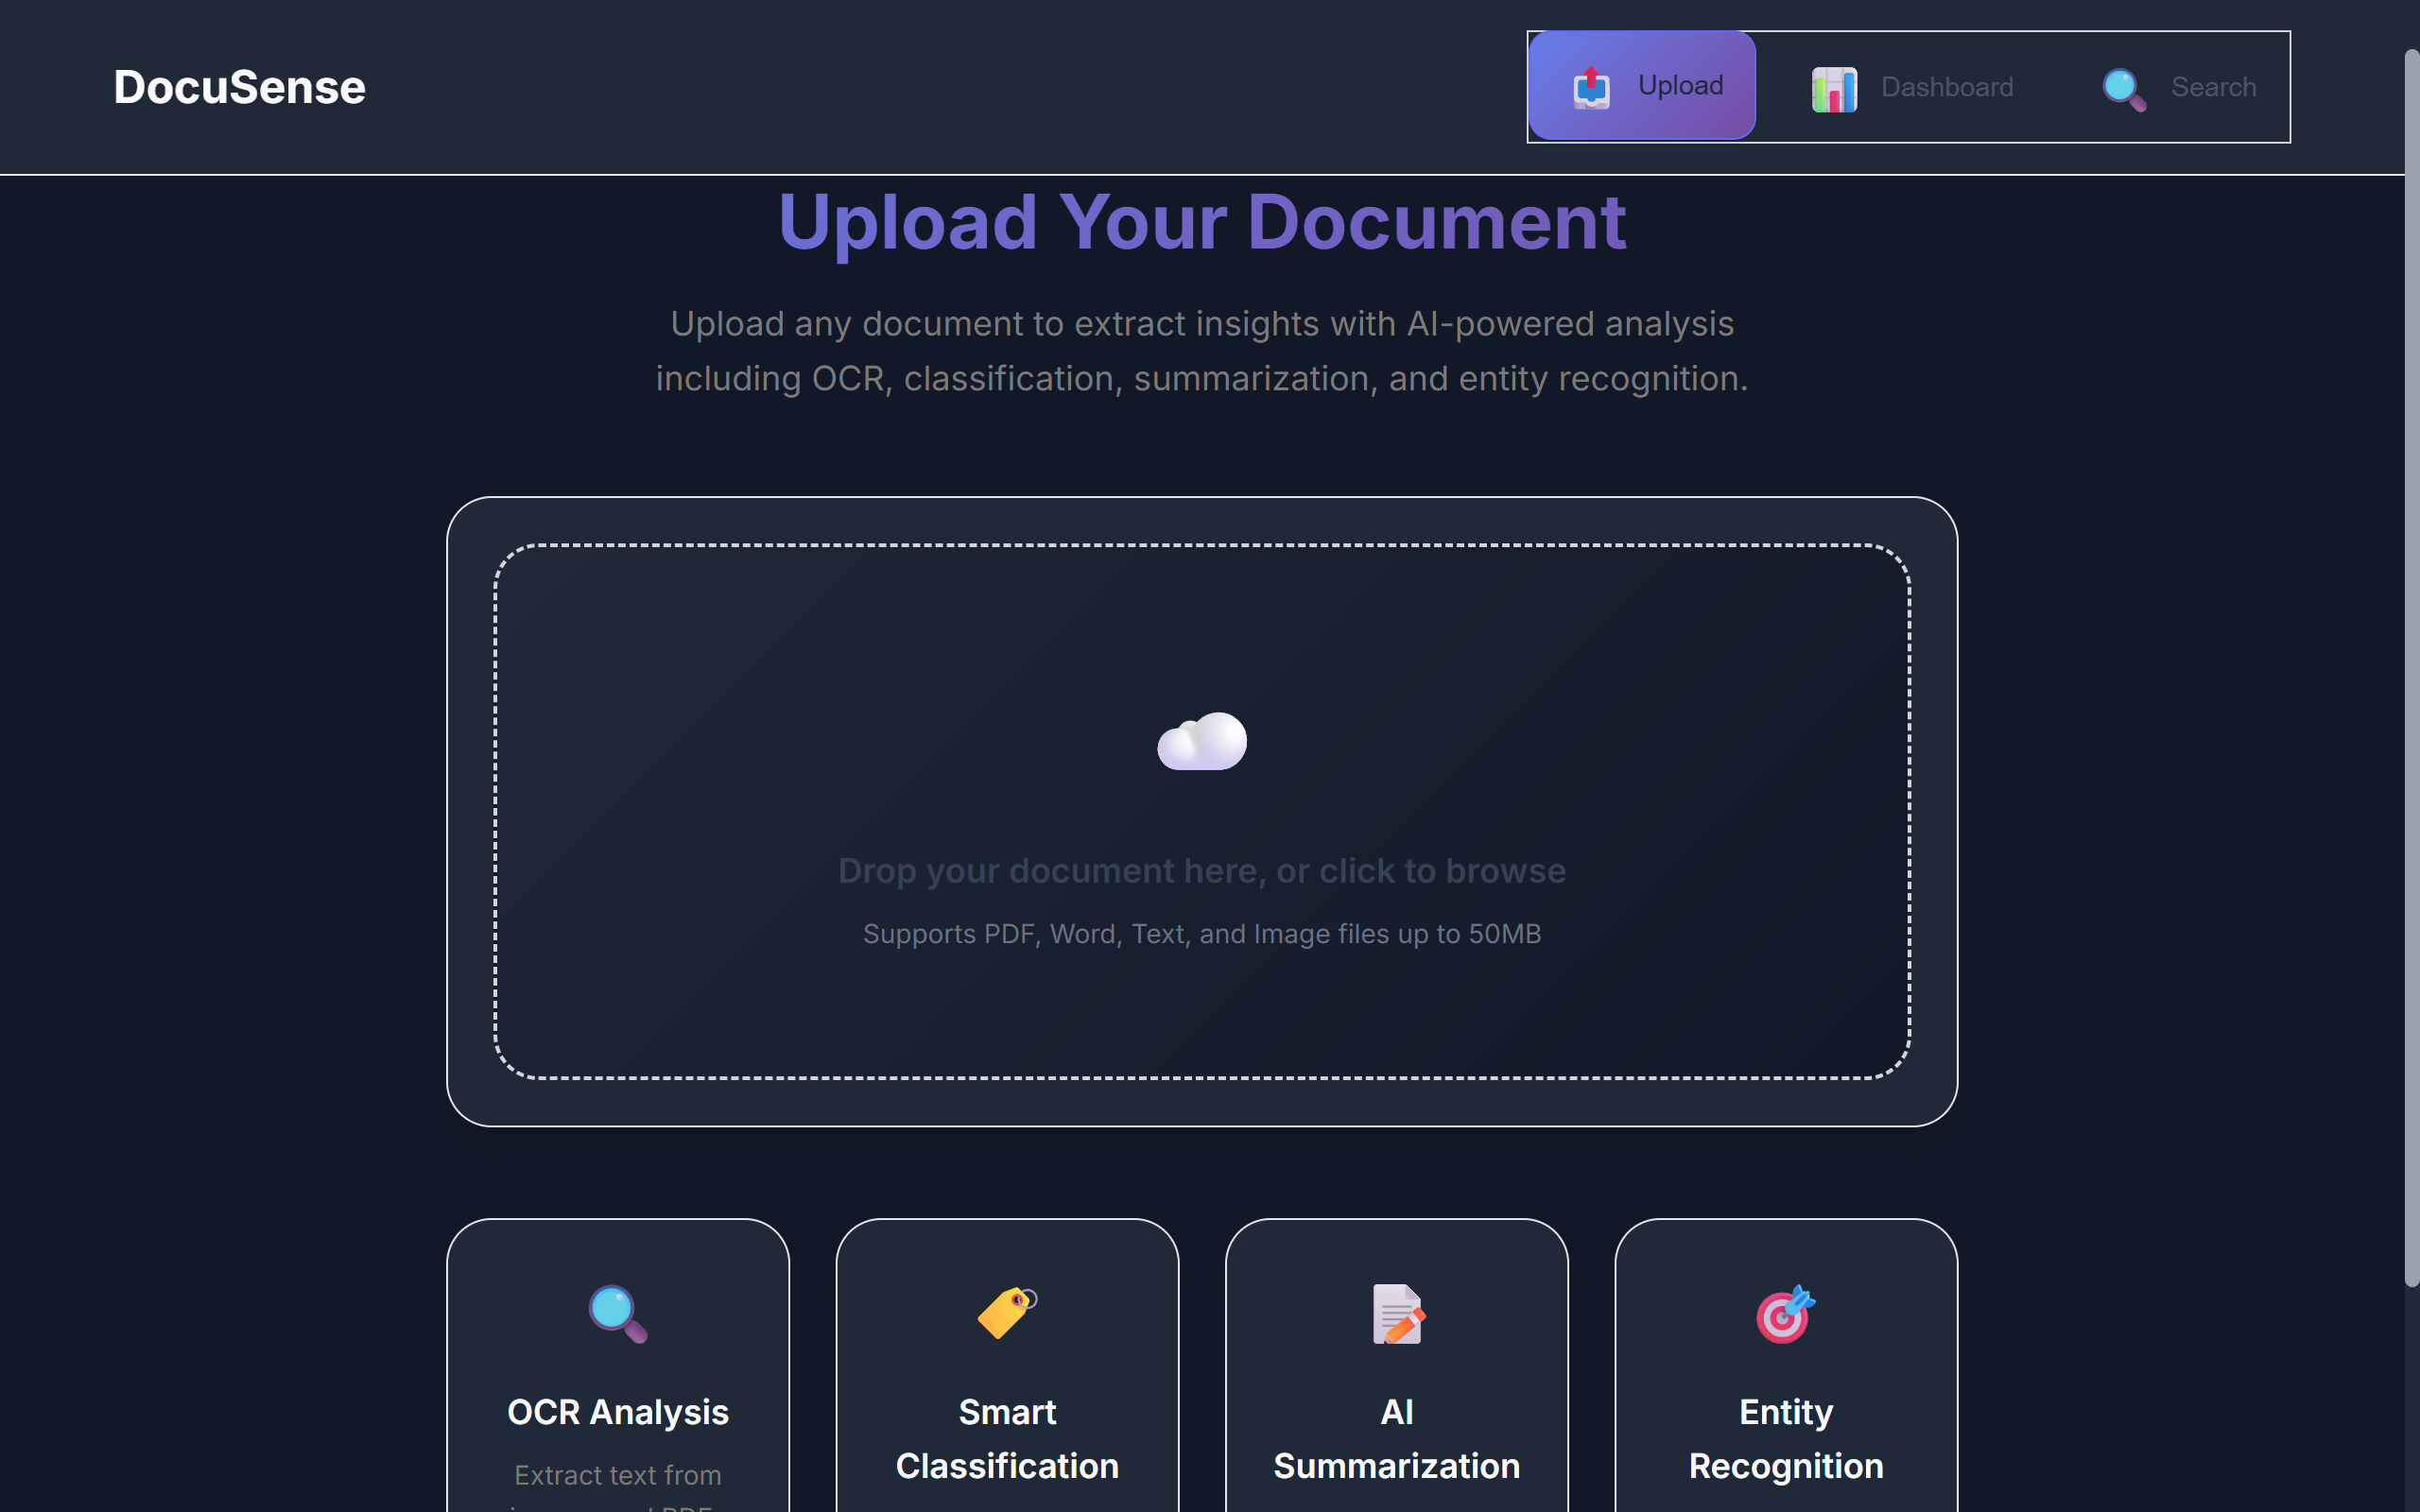 DocuSense
Upload
Dashboard
Search
Upload Your Document
Upload any document to extract insights with AI-powered analysis
including OCR, classification, summarization, and entity recognition.
Drop your document here, or click to browse
Supports PDF, Word, Text, and Image files up to 50MB
OCR Analysis
Extract text from
Smart
Classification
AI
Summarization
Entity
Recognition